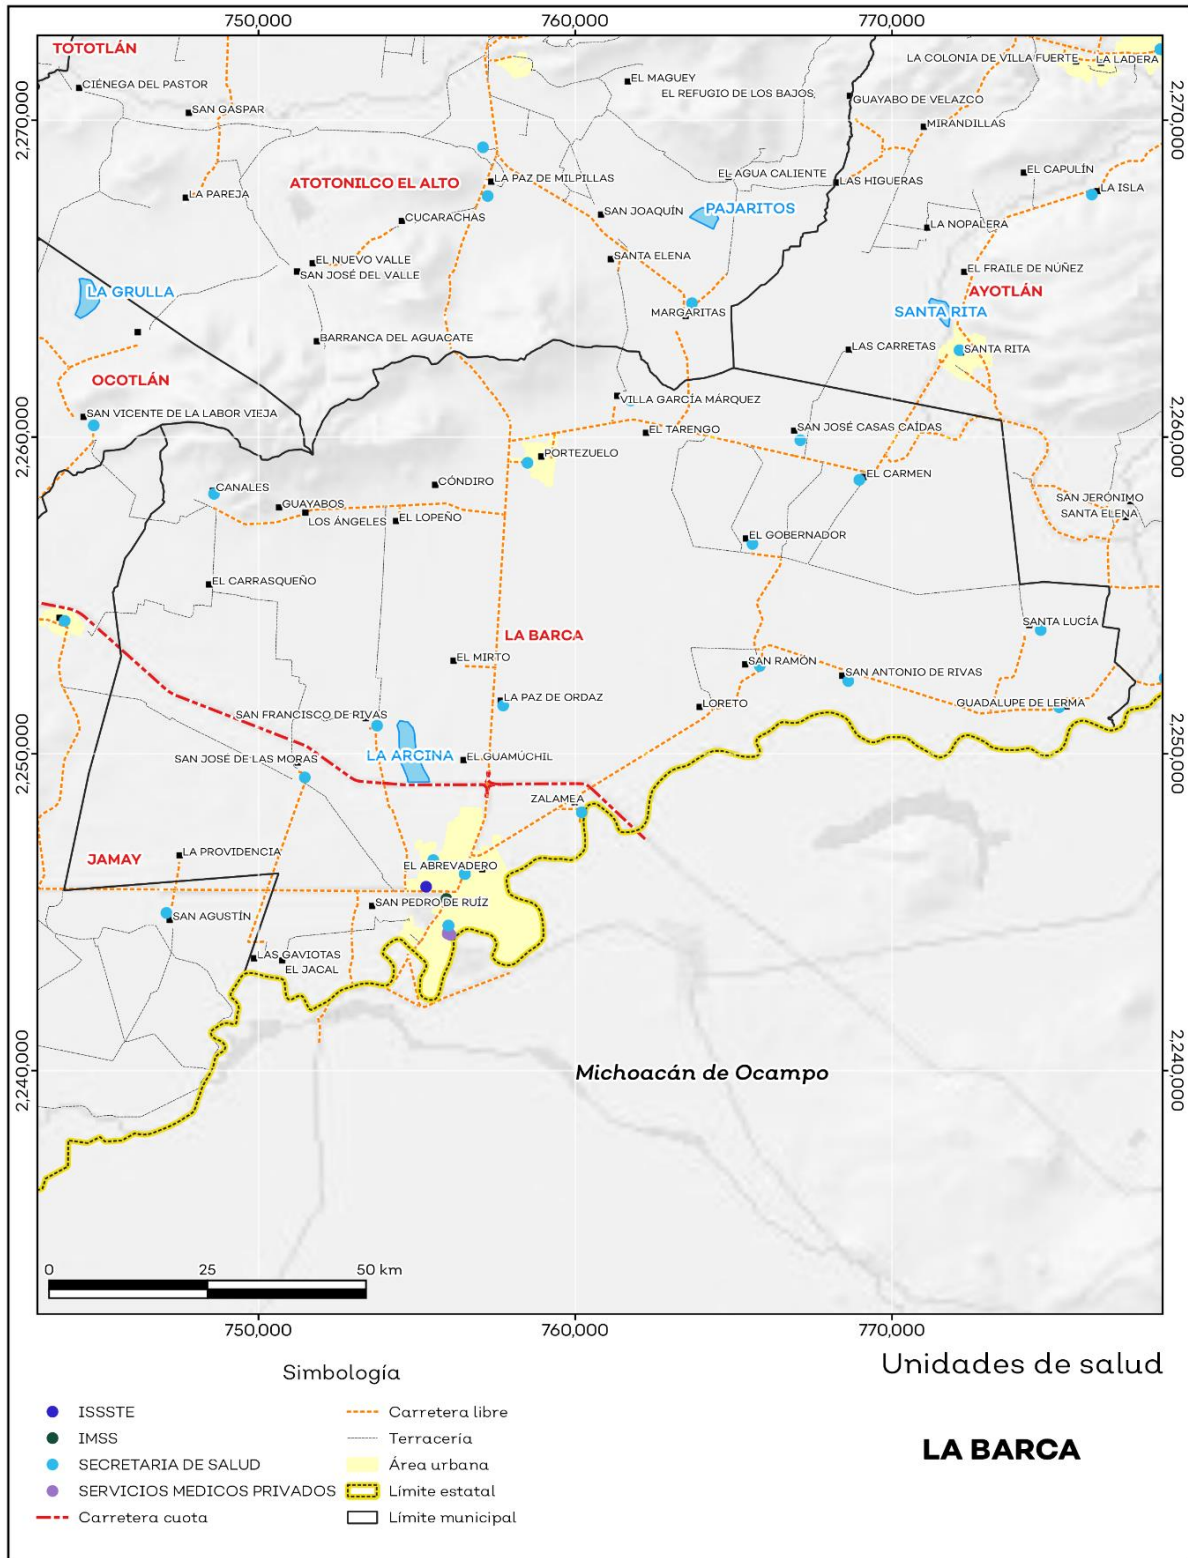 750,000
760,000
770,000
TOTOTLÁN
LA COLONIA DE VILLA FUERTE
LA LADERA
CIÉNEGA DEL PASTOR
EL MAGUEY
EL REFUGIO DE LOS BAJOS
GUAYABO DE VELAZCO
SAN GASPAR
2,270,000
2,270,000
MIRANDILLAS
EL CAPULÍN
EL AGUA CALIENTE
LAS HIGUERAS
LA ISLA
ATOTONILCO EL ALTO
LA PAZ DE MILPILLAS
LA PAREJA
PAJARITOS
CUCARACHAS
SAN JOAQUÍN
LA NOPALERA
EL NUEVO VALLE
SANTA ELENA
SAN JOSÉ DEL VALLE
EL FRAILE DE NÚÑEZ
LA GRULLA
AYOTLÁN
MARGARITAS
SANTA RITA
BARRANCA DEL AGUACATE
LAS CARRETAS
SANTA RITA
OCOTLÁN
VILLA GARCÍA MÁRQUEZ
SAN VICENTE DE LA LABOR VIEJA
EL TARENGO
SAN JOSÉ CASAS CAÍDAS
2,260,000
2,260,000
PORTEZUELO
EL CARMEN
CANALES
CÓNDIRO
GUAYABOS
SAN JERÓNIMO
LOS ÁNGELES
EL LOPEÑO
SANTA ELENA
EL GOBERNADOR
EL CARRASQUEÑO
SANTA LUCÍA
LA BARCA
EL MIRTO
SAN RAMÓN
SAN ANTONIO DE RIVAS
LA PAZ DE ORDAZ
LORETO
GUADALUPE DE LERMA
SAN FRANCISCO DE RIVAS
2,250,000
2,250,000
LA ARCINA
SAN JOSÉ DE LAS MORAS
EL GUAMÚCHIL
ZALAMEA
LA PROVIDENCIA
JAMAY
EL ABREVADERO
SAN PEDRO DE RUÍZ
SAN AGUSTÍN
LAS GAVIOTAS
EL JACAL
2,240,000
2,240,000
Michoacán de Ocampo
0
25
50 km
750,000
760,000
770,000
Simbología
Unidades de salud
ISSSTE
Carretera libre
IMSS
Terracería
SECRETARIA DE SALUD
Área urbana
LA BARCA
SERVICIOS MEDICOS PRIVADOS
Límite estatal
Carretera cuota
Límite municipal